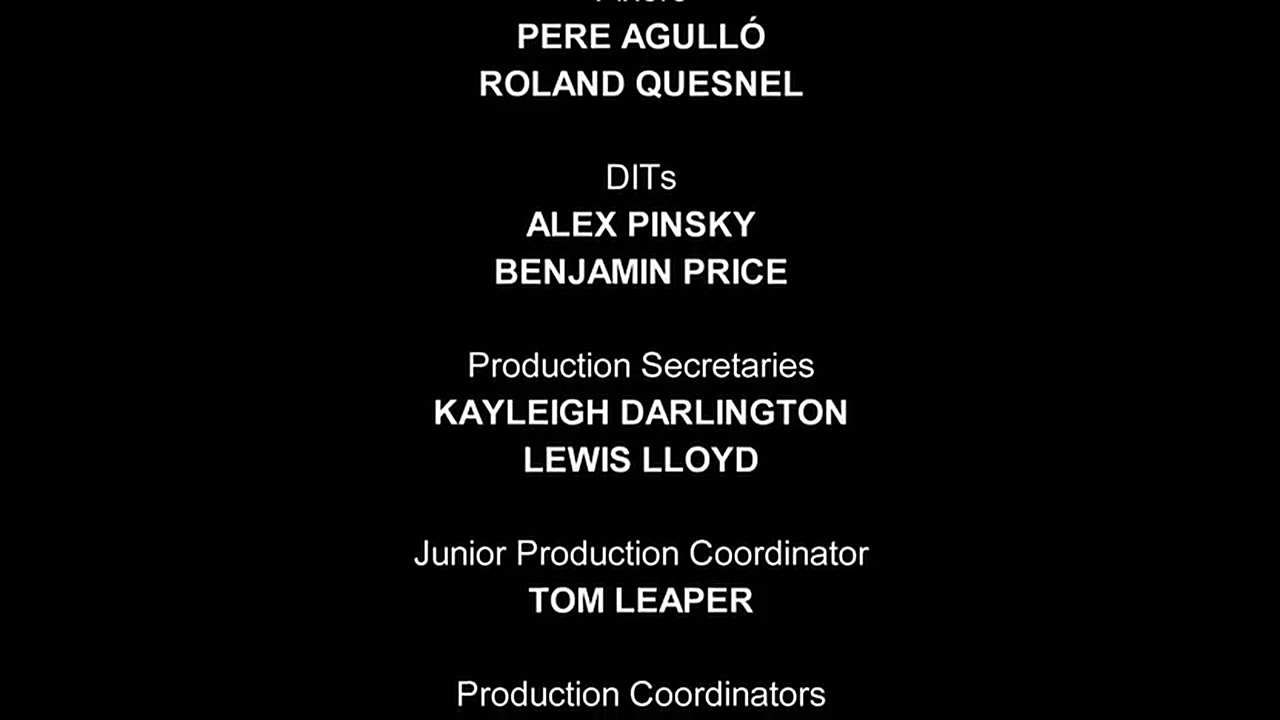 PERE AGULLÓ
ROLAND QUESNEL
DITs
ALEX PINSKY
BENJAMIN PRICE
Production Secretaries
KAYLEIGH DARLINGTON
LEWIS LLOYD
Junior Production Coordinator
TOM LEAPER
Production Coordinators